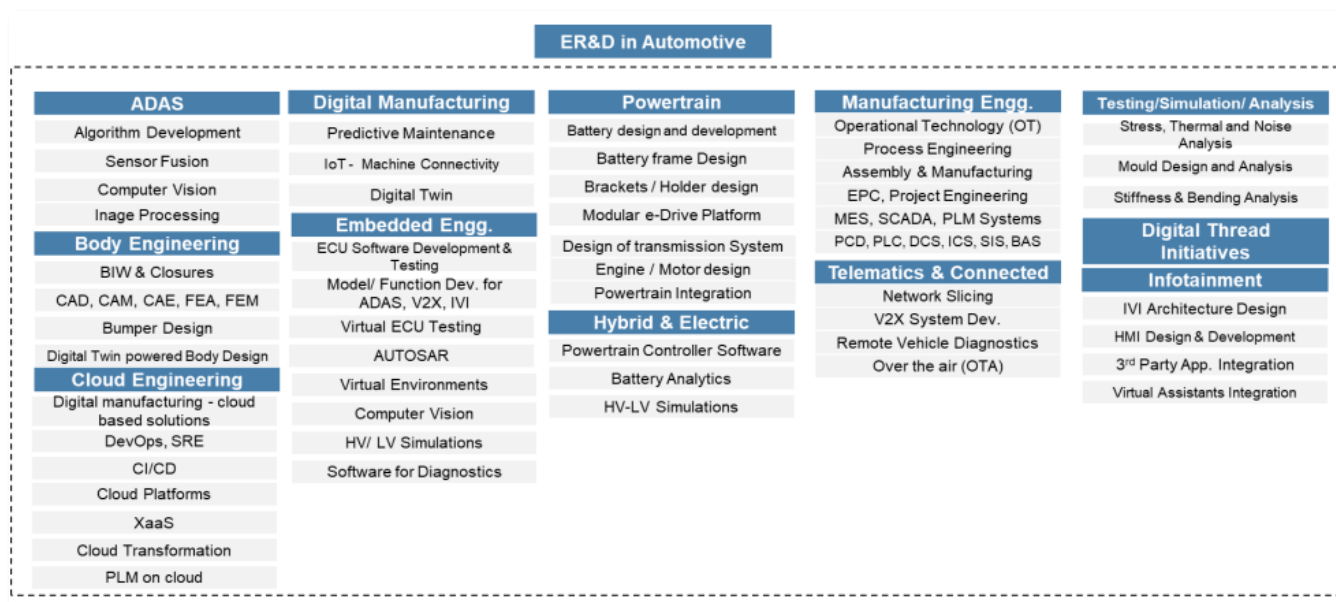 ER&D in Automotive
ADAS
Algorithm Development
Sensor Fusion
Computer Vision
Image Processing
Body Engineering
BIW & Closures
CAD, CAM, CAE, FEA, FEM
Bumper Design
Digital Twin powered Body Design
Cloud Engineering
Digital manufacturing - cloud
based solutions
DevOps, SRE
CI/CD
Cloud Platforms
XaaS
Cloud Transformation
PLM on cloud
Digital Manufacturing
Predictive Maintenance
IoT - Machine Connectivity
Digital Twin
Embedded Engg.
ECU Software Development &
Testing
Model/ Function Dev. for
ADAS, V2X, IVI
Virtual ECU Testing
AUTOSAR
Virtual Environments
Computer Vision
HV/ LV Simulations
Software for Diagnostics
Powertrain
Battery design and development
Battery frame Design
Brackets / Holder design
Modular e-Drive Platform
Design of transmission System
Engine / Motor design
Powertrain Integration
Hybrid & Electric
Powertrain Controller Software
Battery Analytics
HV-LV Simulations
Manufacturing Engg.
Operational Technology (OT)
Process Engineering
Assembly & Manufacturing
EPC, Project Engineering
MES, SCADA, PLM Systems
PCD, PLC, DCS, ICS, SIS, BAS
Telematics & Connected
Network Slicing
V2X System Dev.
Remote Vehicle Diagnostics
Over the air (OTA)
Testing/Simulation/ Analysis
Stress, Thermal and Noise
Analysis
Mould Design and Analysis
Stiffness & Bending Analysis
Digital Thread
Initiatives
Infotainment
IVI Architecture Design
HMI Design & Development
3rd Party App. Integration
Virtual Assistants Integration